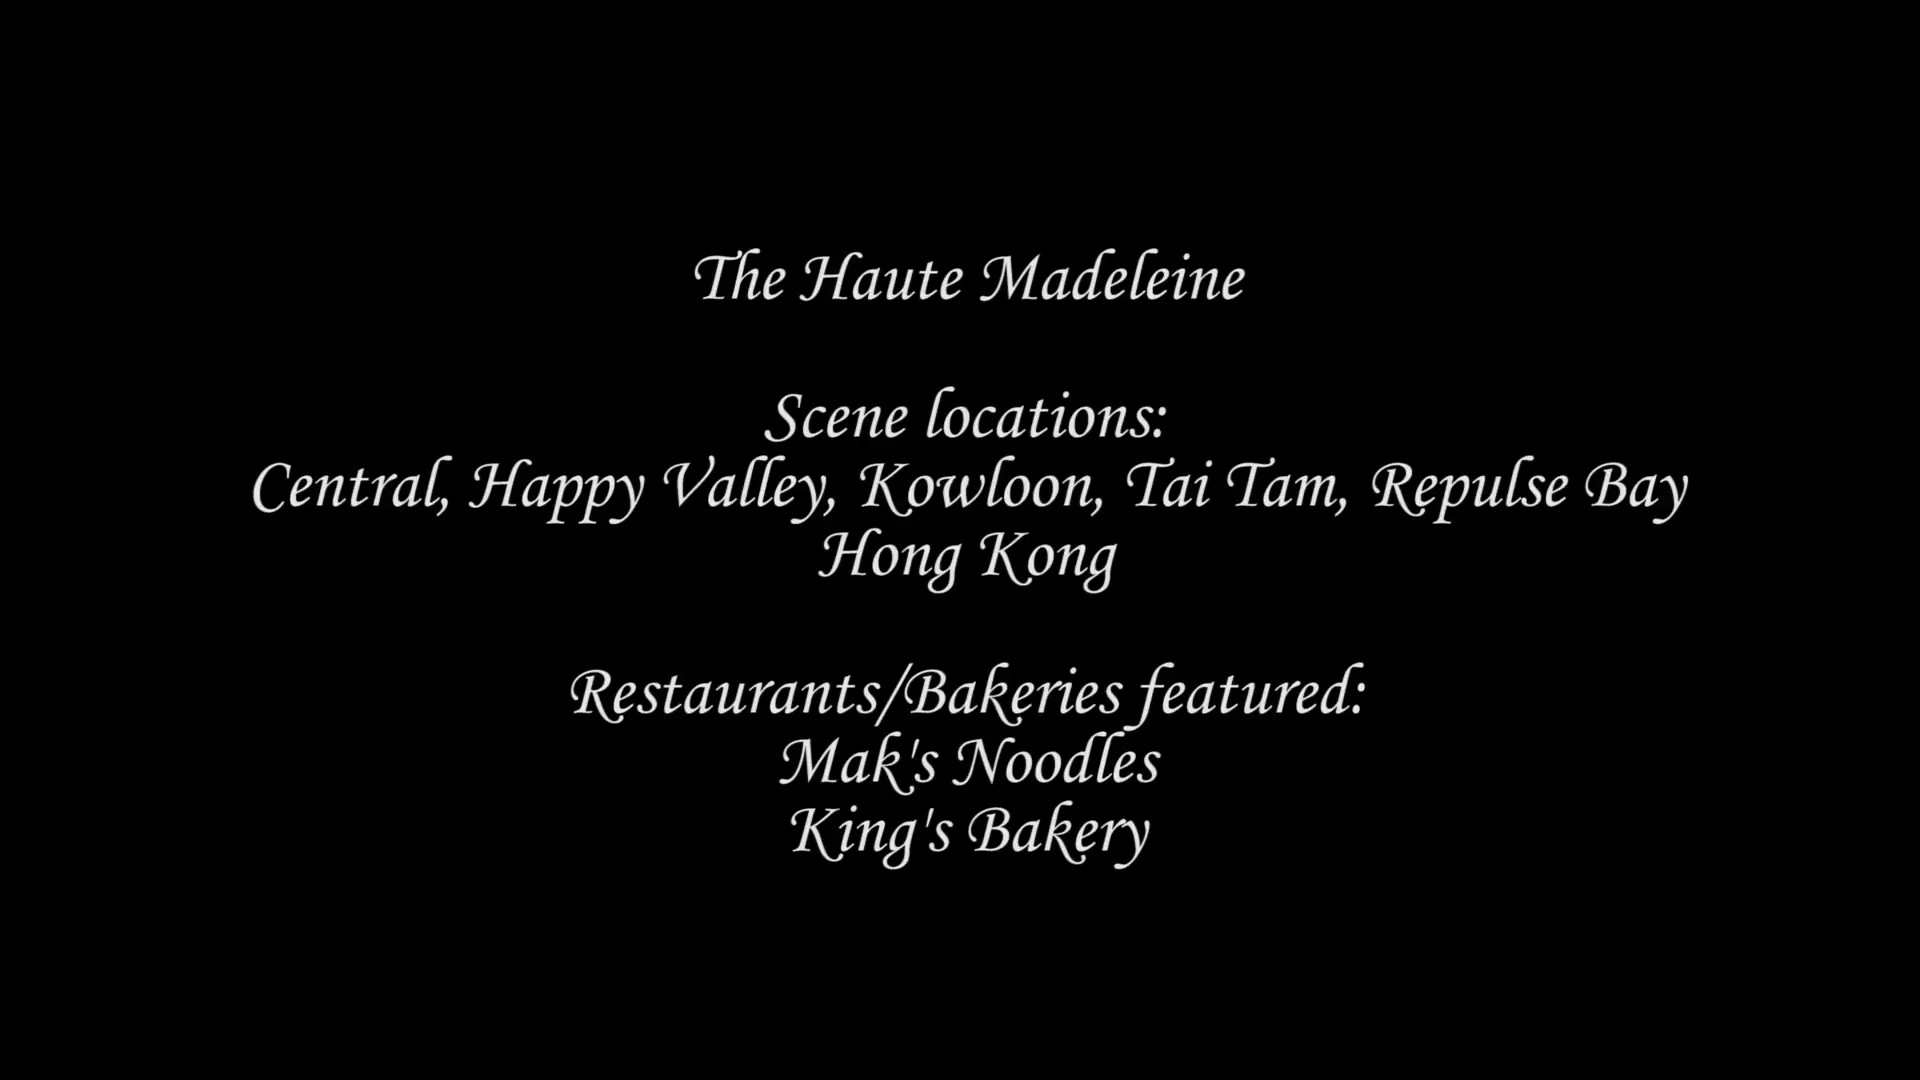 The Haute Madeleine
Scene locations:
Central, Happy Valley, Kowloon, Tai Tam, Repulse Bay
Hong Kong
Restaurants/Bakeries featured:
Mak's Noodles
King's Bakery